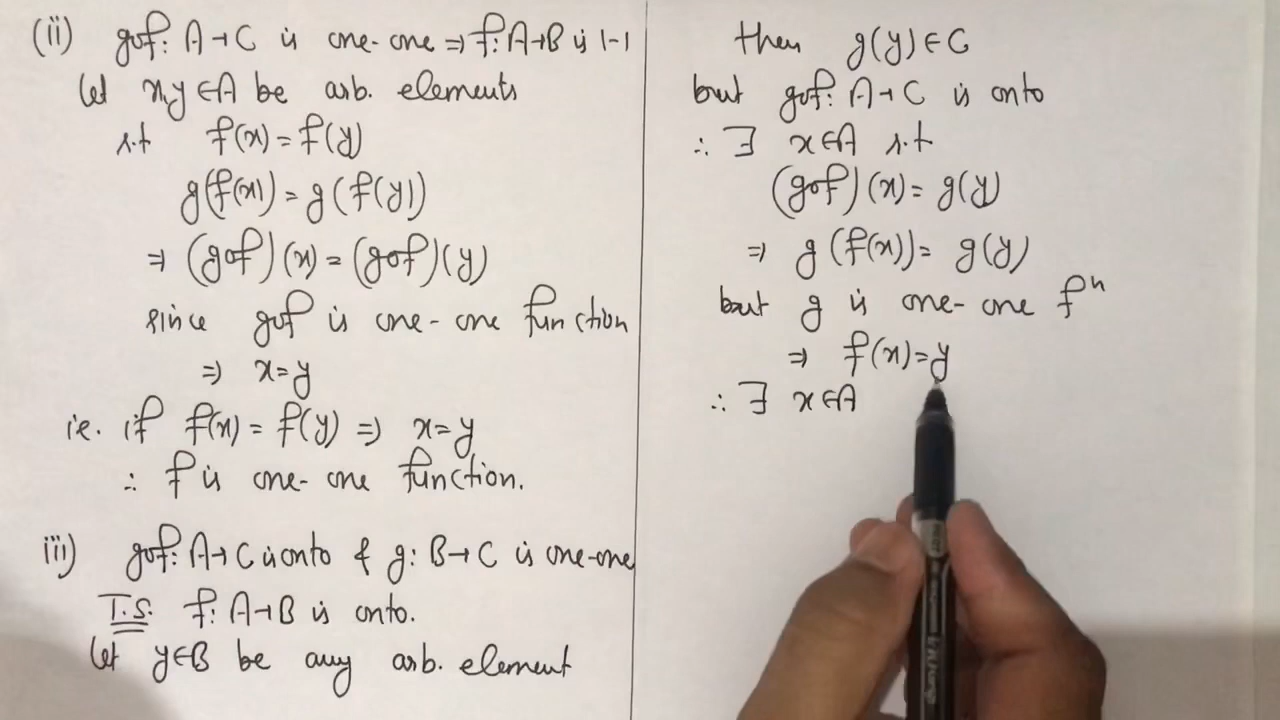 (ii) gof: A→C is one-one ⇒ f: A→B is 1-1
Let x,y ∈ A be arb. elements
s.t f(x) = f(y)
g(f(x)) = g(f(y))
⇒ (gof)(x) = (gof)(y)
since gof is one-one function
⇒ x=y
i.e. if f(x) = f(y) ⇒ x=y
∴ f is one-one function.
iii) gof: A→C is onto & g: B→C is one-one
T.S. f: A→B is onto.
let y∈B be any arb. element
then g(y) ∈ C
but gof: A→C is onto
∴ ∃ x∈A s.t
(gof)(x) = g(y)
⇒ g(f(x)) = g(y)
but g is one-one fⁿ
⇒ f(x)=y
∴ ∃ x∈A